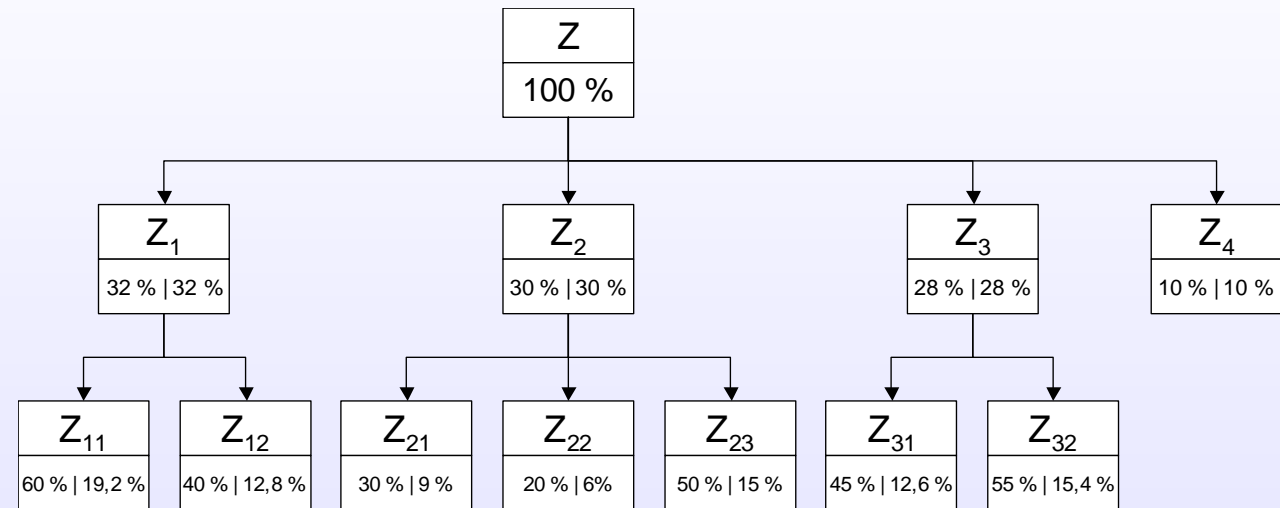 Z
100 %
Z₁
32 % | 32 %
Z₂
30 % | 30 %
Z₃
28 % | 28 %
Z₄
10 % | 10 %
Z₁₁
60 % | 19,2 %
Z₁₂
40 % | 12,8 %
Z₂₁
30 % | 9 %
Z₂₂
20 % | 6%
Z₂₃
50 % | 15 %
Z₃₁
45 % | 12,6 %
Z₃₂
55 % | 15,4 %